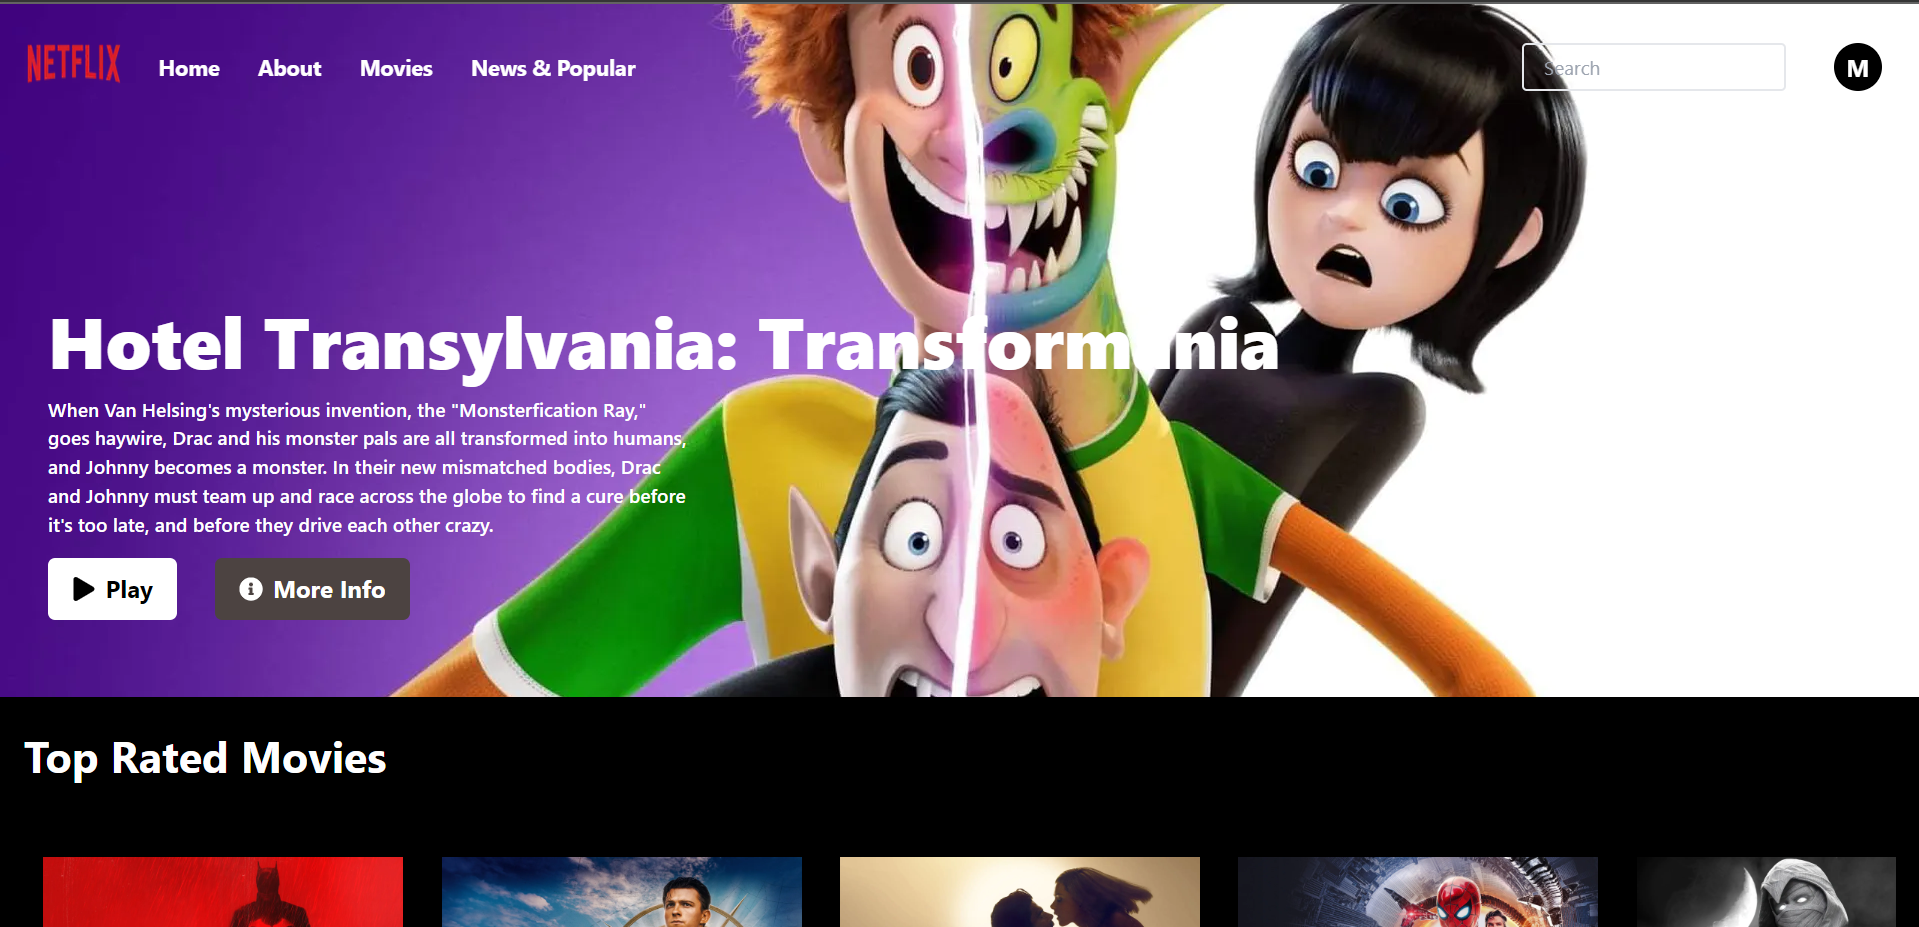 NETFLIX
Home
About
Movies
News & Popular
Search
M
Hotel Transylvania: Transformania
When Van Helsing's mysterious invention, the "Monsterfication Ray,"
goes haywire, Drac and his monster pals are all transformed into humans,
and Johnny becomes a monster. In their new mismatched bodies, Drac
and Johnny must team up and race across the globe to find a cure before
it's too late, and before they drive each other crazy.
Play
More Info
Top Rated Movies